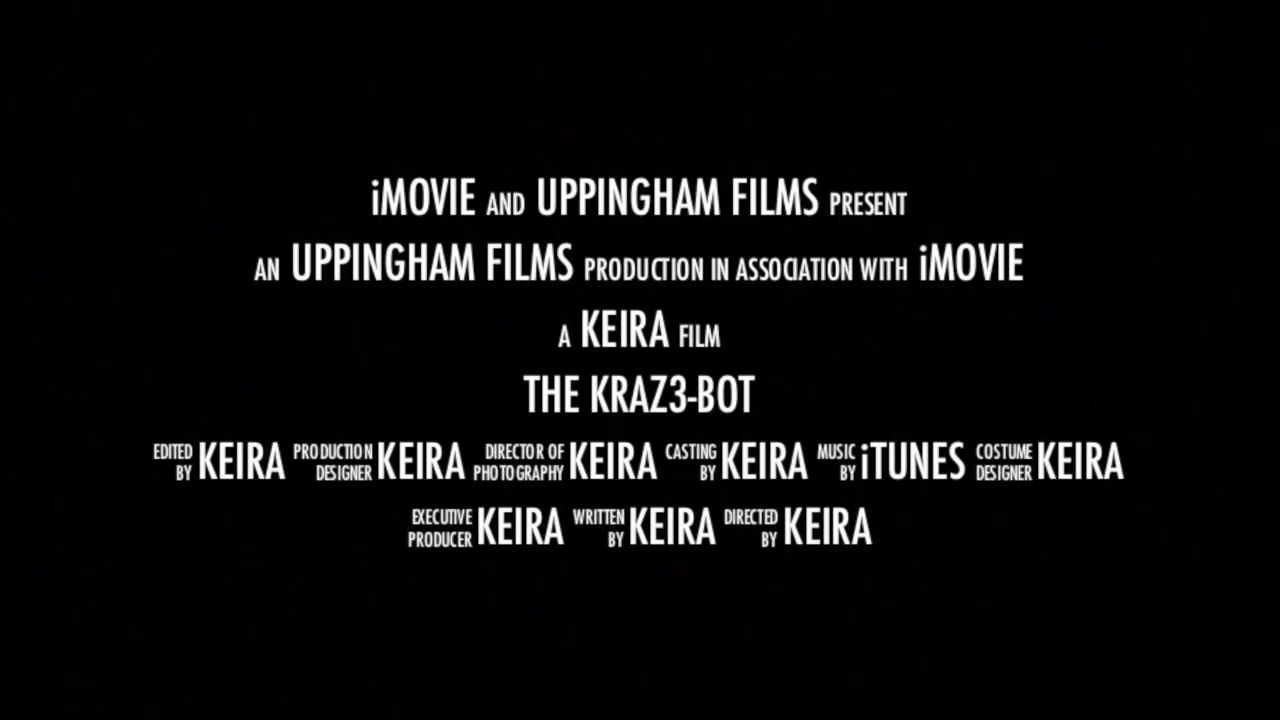 iMOVIE AND UPPINGHAM FILMS PRESENT
AN UPPINGHAM FILMS PRODUCTION IN ASSOCIATION WITH iMOVIE
A KEIRA FILM
THE KRAZ3-BOT
EDITED BY KEIRA PRODUCTION DESIGNER KEIRA DIRECTOR OF PHOTOGRAPHY KEIRA CASTING BY KEIRA MUSIC BY iTUNES COSTUME DESIGNER KEIRA
EXECUTIVE PRODUCER KEIRA WRITTEN BY KEIRA DIRECTED BY KEIRA